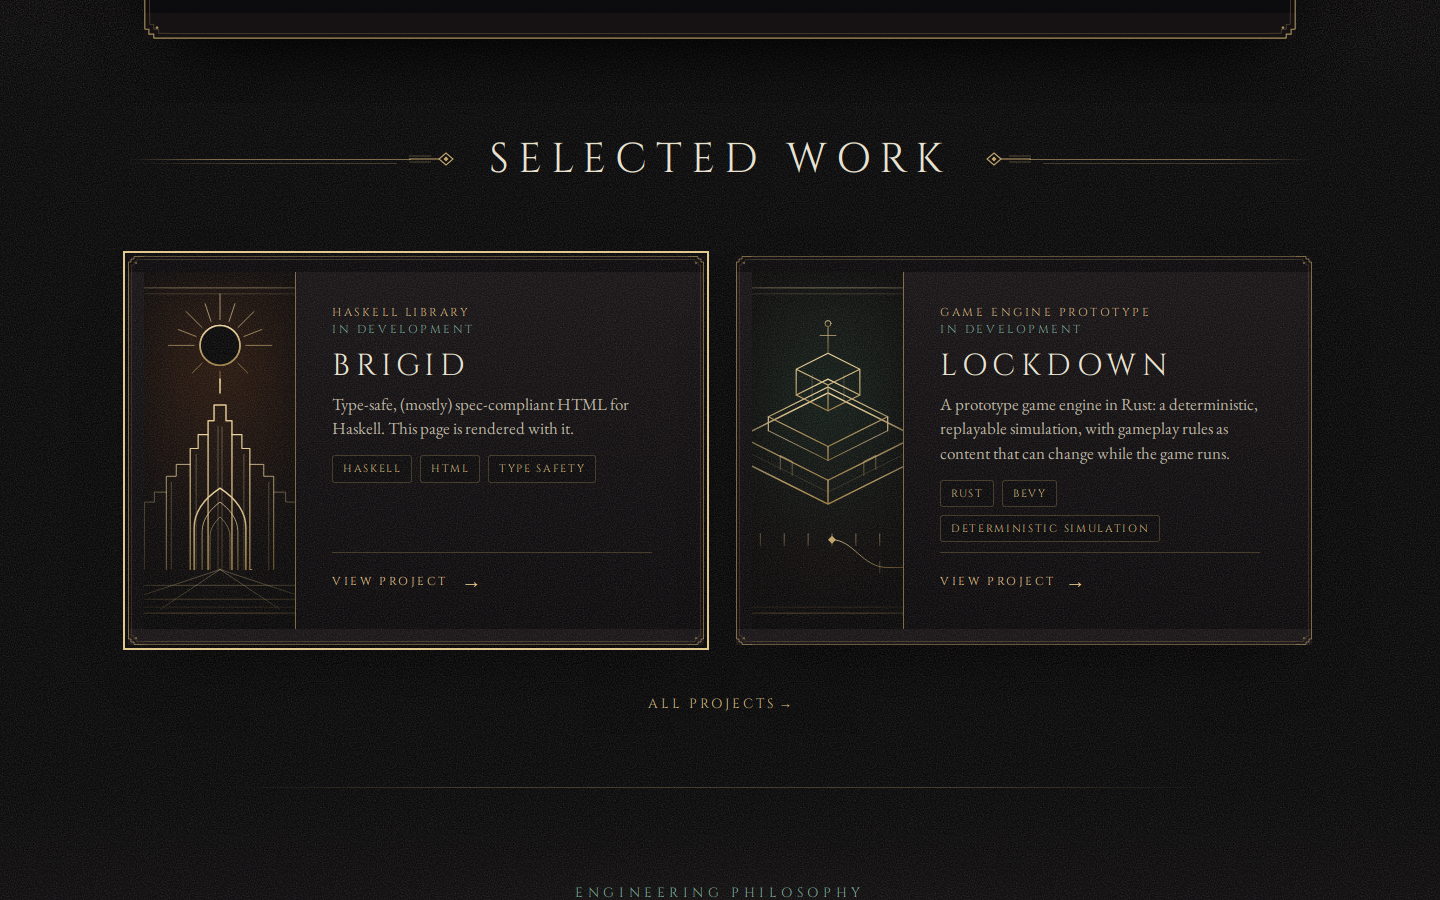 SELECTED WORK
HASKELL LIBRARY
IN DEVELOPMENT
BRIGID
Type-safe, (mostly) spec-compliant HTML for
Haskell. This page is rendered with it.
HASKELL HTML TYPE SAFETY
VIEW PROJECT →
GAME ENGINE PROTOTYPE
IN DEVELOPMENT
LOCKDOWN
A prototype game engine in Rust: a deterministic,
replayable simulation, with gameplay rules as
content that can change while the game runs.
RUST BEVY
DETERMINISTIC SIMULATION
VIEW PROJECT →
ALL PROJECTS →
ENGINEERING PHILOSOPHY